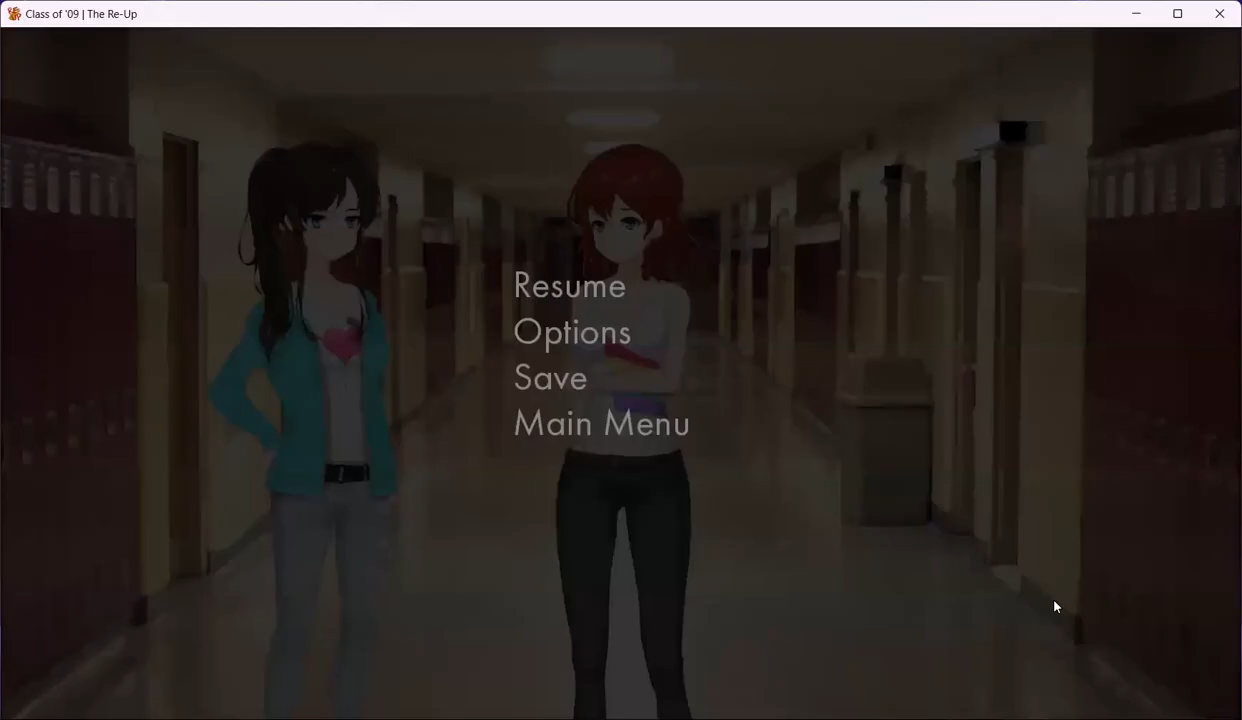 Class of '09 | The Re-Up
Resume
Options
Save
Main Menu